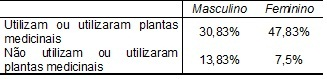 Masculino Feminino
Utilizam ou utilizaram plantas
medicinais 30,83% 47,83%
Não utilizam ou utilizaram
plantas medicinais 13,83% 7,5%